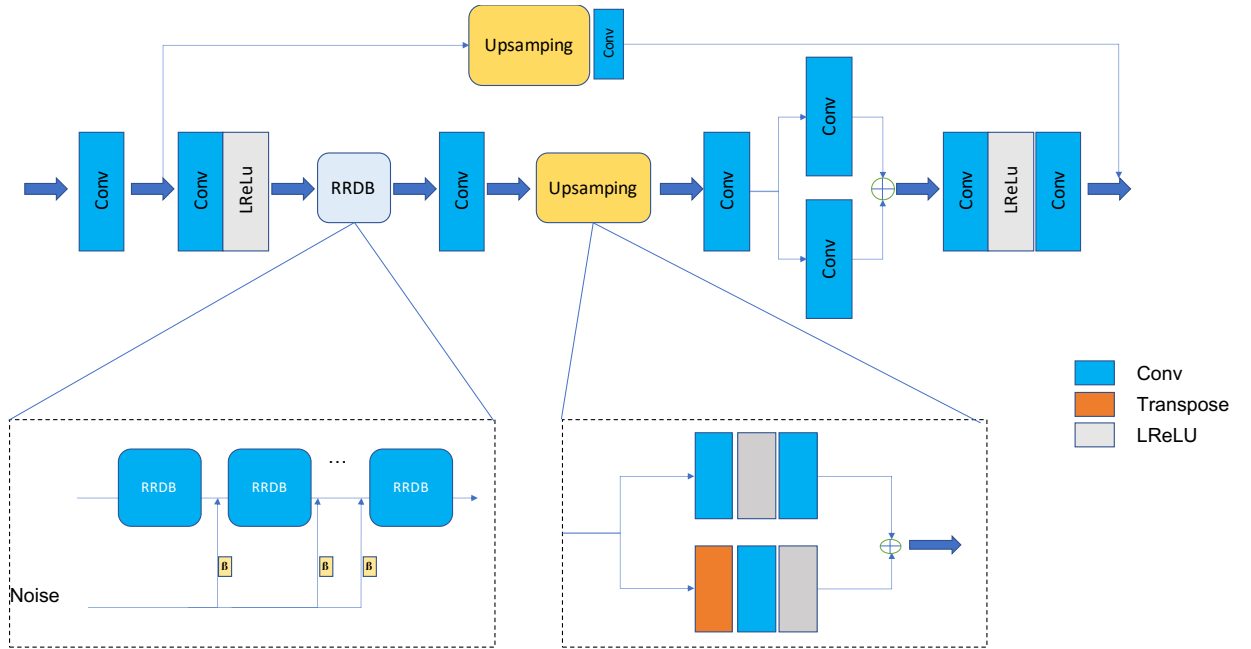 Upsamping
Conv
Conv
Conv
LReLu
RRDB
Conv
Upsamping
Conv
Conv
Conv
Conv
LReLu
Conv
Conv
Transpose
LReLU
RRDB
RRDB
...
RRDB
ß
ß
ß
Noise